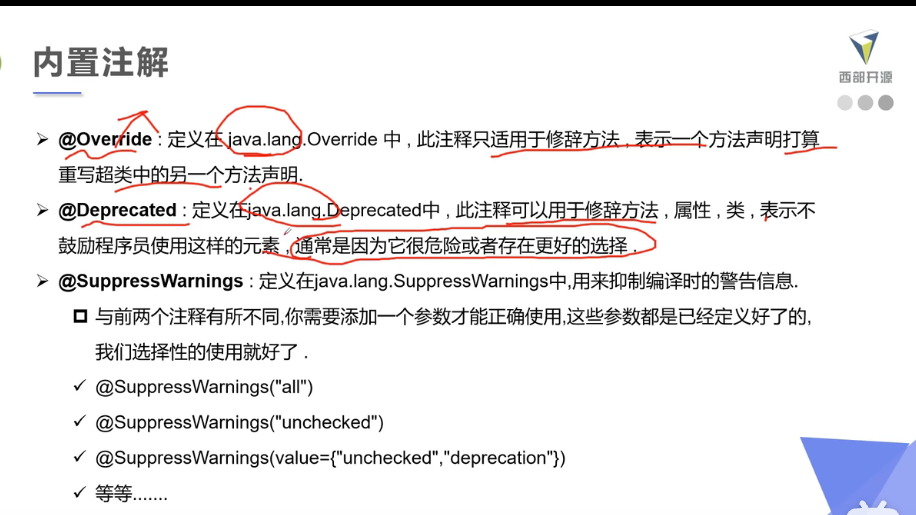 内置注解
西部开源
@Override : 定义在 java.lang.Override 中 , 此注释只适用于修辞方法 , 表示一个方法声明打算
重写超类中的另一个方法声明.
@Deprecated : 定义在java.lang.Deprecated中 , 此注释可以用于修辞方法 , 属性 , 类 , 表示不
鼓励程序员使用这样的元素 , 通常是因为它很危险或者存在更好的选择 .
@SuppressWarnings : 定义在java.lang.SuppressWarnings中,用来抑制编译时的警告信息.
与前两个注释有所不同,你需要添加一个参数才能正确使用,这些参数都是已经定义好了的,
我们选择性的使用就好了 .
@SuppressWarnings("all")
@SuppressWarnings("unchecked")
@SuppressWarnings(value={"unchecked","deprecation"})
等等.......